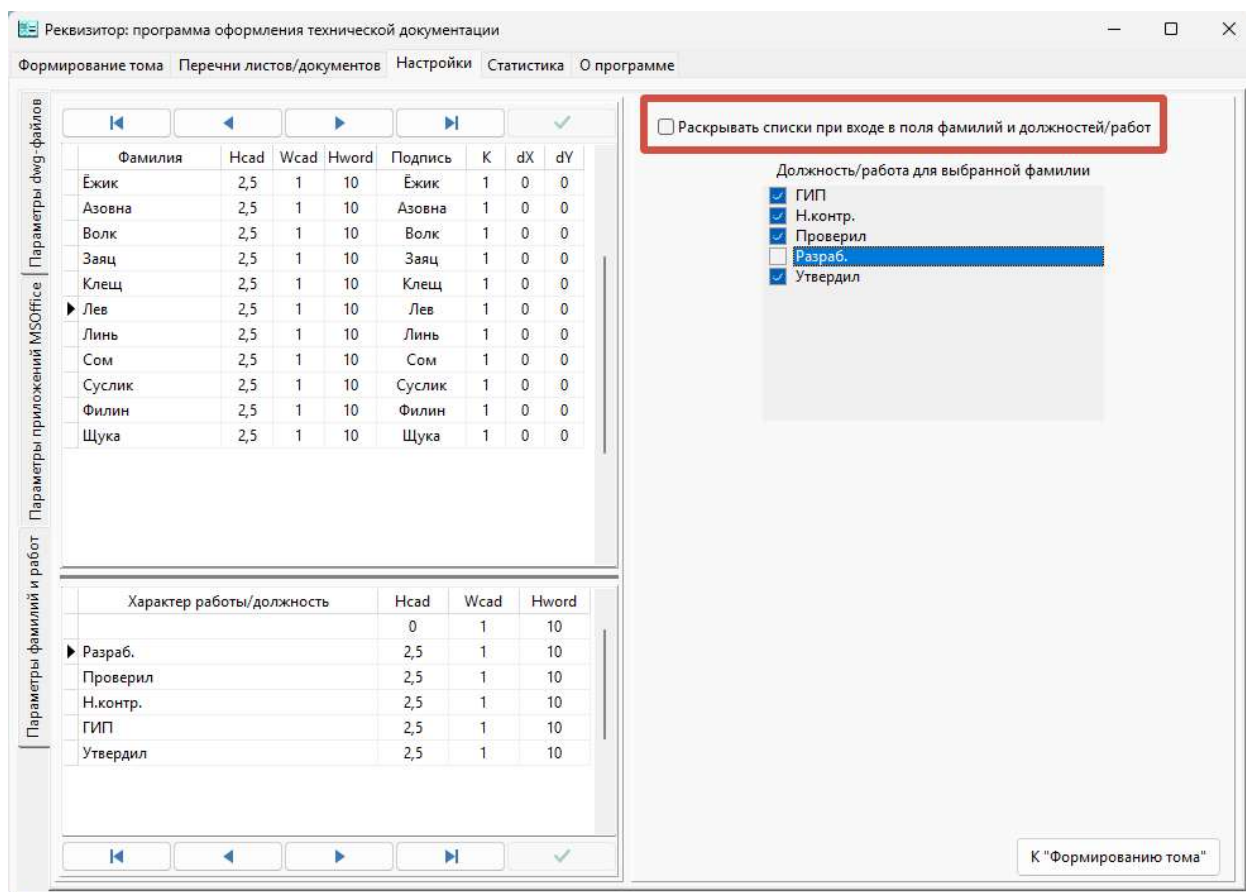 Реквизитор: программа оформления технической документации
Формирование тома Перечни листов/документов Настройки Статистика О программе
Параметры dwg-файлов
Параметры приложений MSOffice
Параметры фамилий и работ
Фамилия Hcad Wcad Hword Подпись K dX dY
Ёжик 2,5 1 10 Ёжик 1 0 0
Азовна 2,5 1 10 Азовна 1 0 0
Волк 2,5 1 10 Волк 1 0 0
Заяц 2,5 1 10 Заяц 1 0 0
Клещ 2,5 1 10 Клещ 1 0 0
Лев 2,5 1 10 Лев 1 0 0
Линь 2,5 1 10 Линь 1 0 0
Сом 2,5 1 10 Сом 1 0 0
Суслик 2,5 1 10 Суслик 1 0 0
Филин 2,5 1 10 Филин 1 0 0
Щука 2,5 1 10 Щука 1 0 0
Характер работы/должность Hcad Wcad Hword
0 1 10
Разраб. 2,5 1 10
Проверил 2,5 1 10
Н.контр. 2,5 1 10
ГИП 2,5 1 10
Утвердил 2,5 1 10
Раскрывать списки при входе в поля фамилий и должностей/работ
Должность/работа для выбранной фамилии
ГИП
Н.контр.
Проверил
Разраб.
Утвердил
К "Формированию тома"